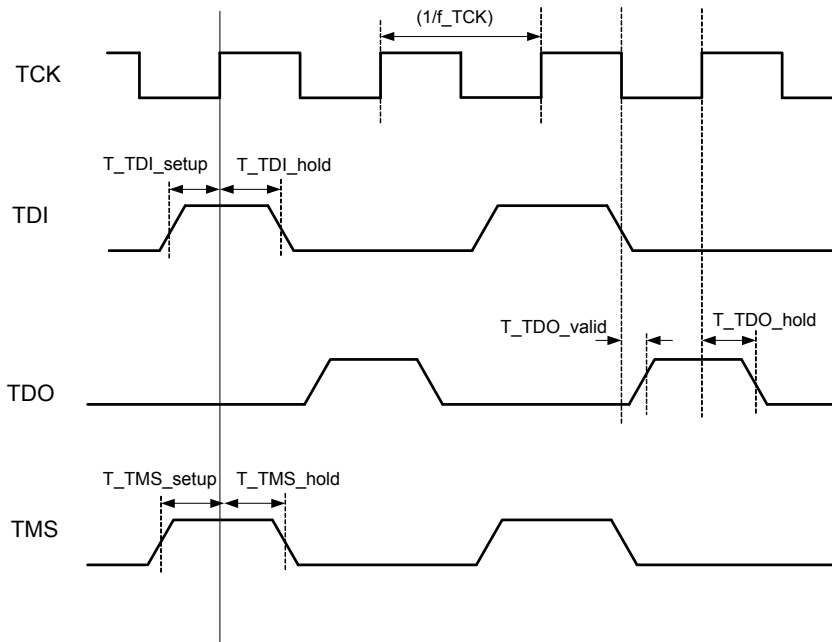 (1/f_TCK)
TCK
T_TDI_setup
T_TDI_hold
TDI
T_TDO_valid
T_TDO_hold
TDO
T_TMS_setup
T_TMS_hold
TMS